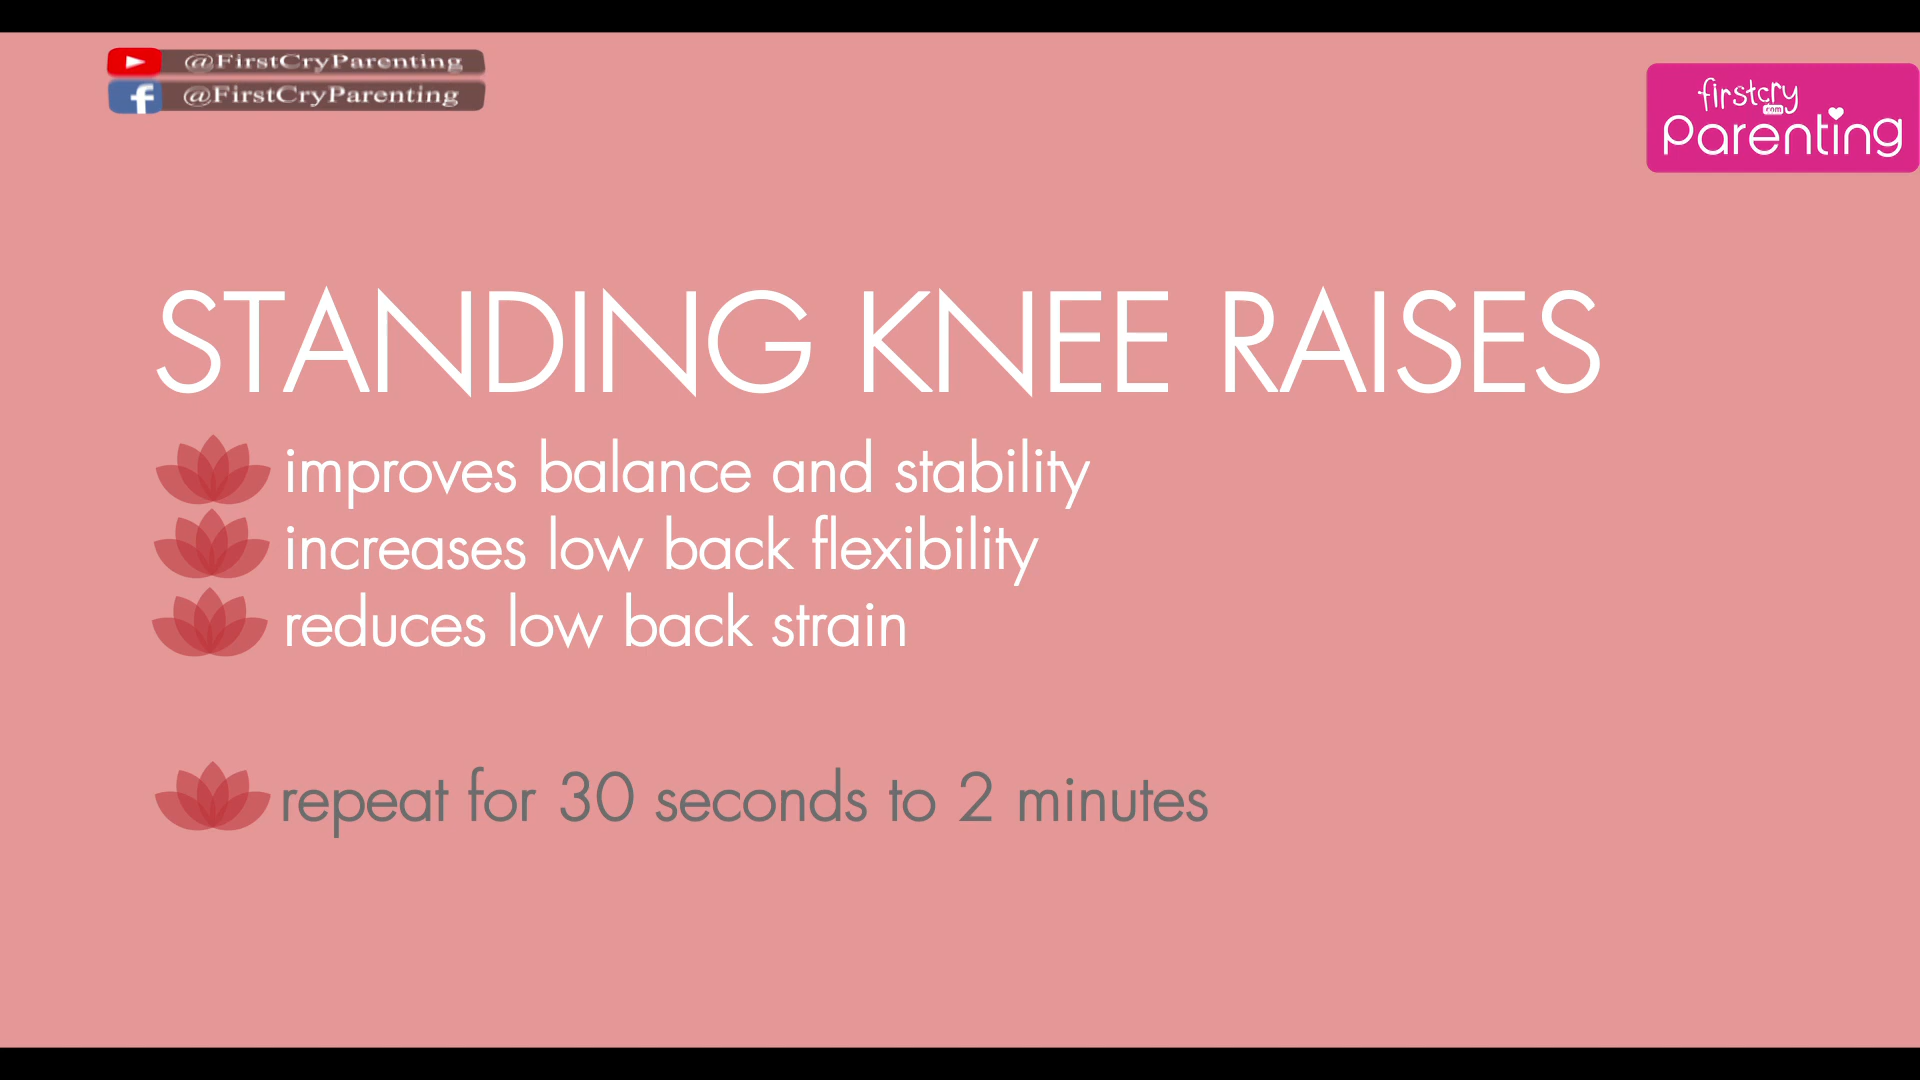 @FirstCryParenting
@FirstCryParenting
firstcry
.com
Parenting
STANDING KNEE RAISES
improves balance and stability
increases low back flexibility
reduces low back strain
repeat for 30 seconds to 2 minutes